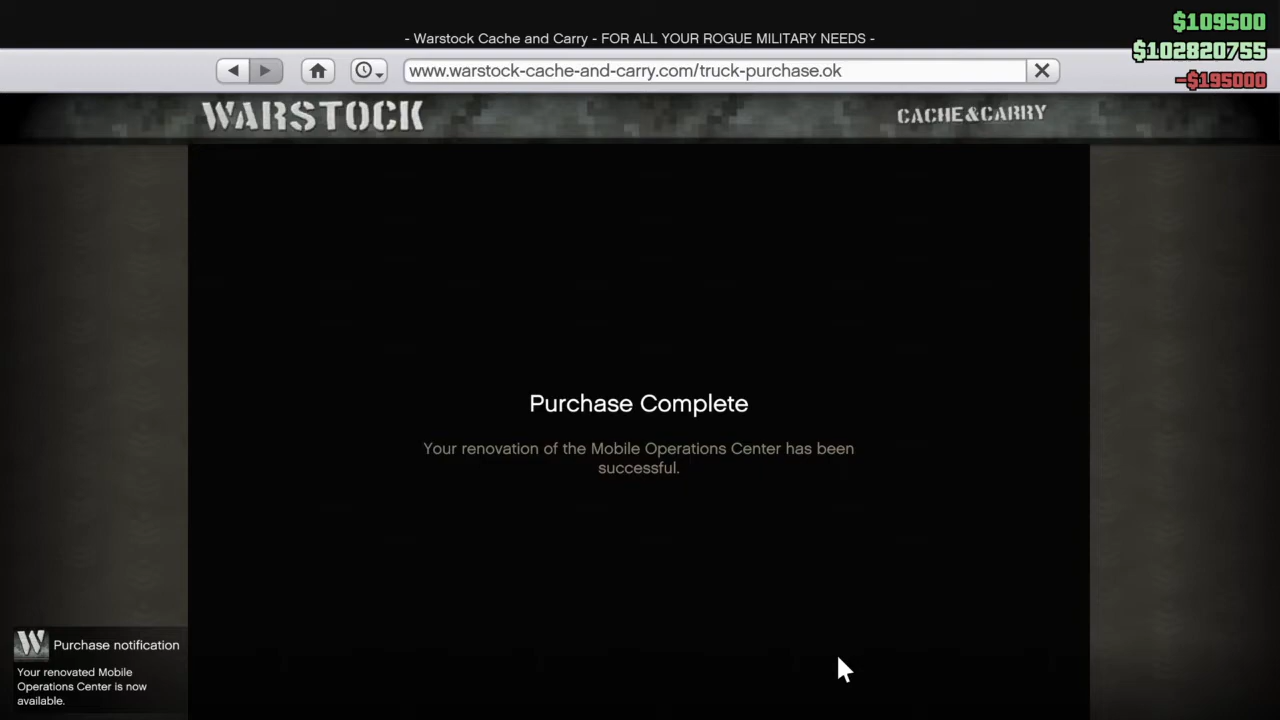 $109500
- Warstock Cache and Carry - FOR ALL YOUR ROGUE MILITARY NEEDS -
$102820755
www.warstock-cache-and-carry.com/truck-purchase.ok
-$195000
WARSTOCK
CACHE&CARRY
Purchase Complete
Your renovation of the Mobile Operations Center has been
successful.
W
Purchase notification
Your renovated Mobile
Operations Center is now
available.